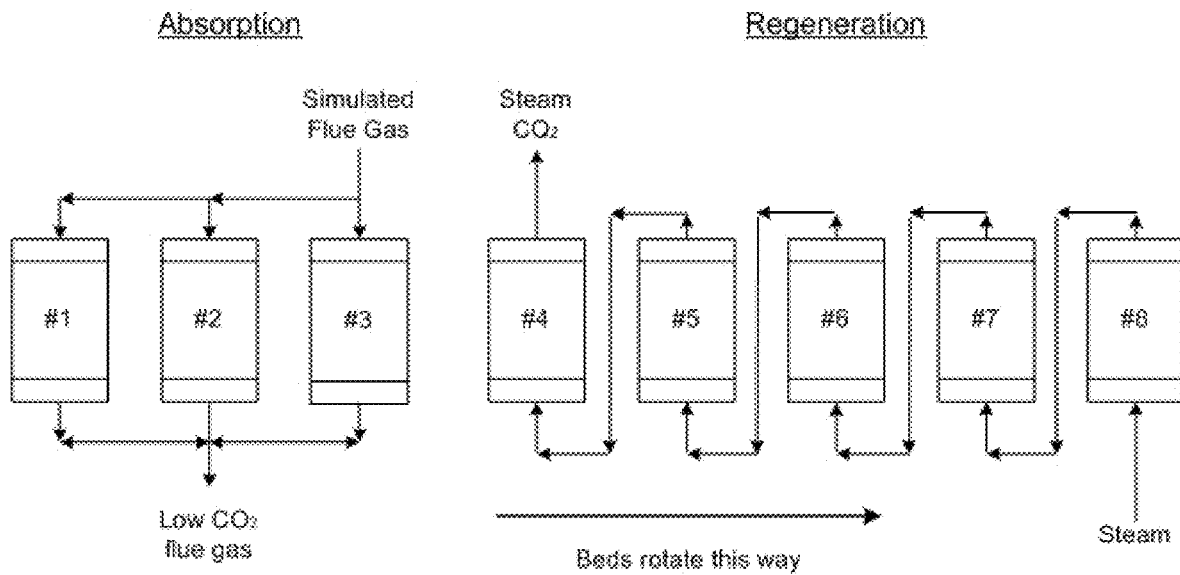 Absorption
Regeneration
Simulated
Flue Gas
Steam
CO₂
#1
#2
#3
#4
#5
#6
#7
#8
Low CO₂
flue gas
Beds rotate this way
Steam